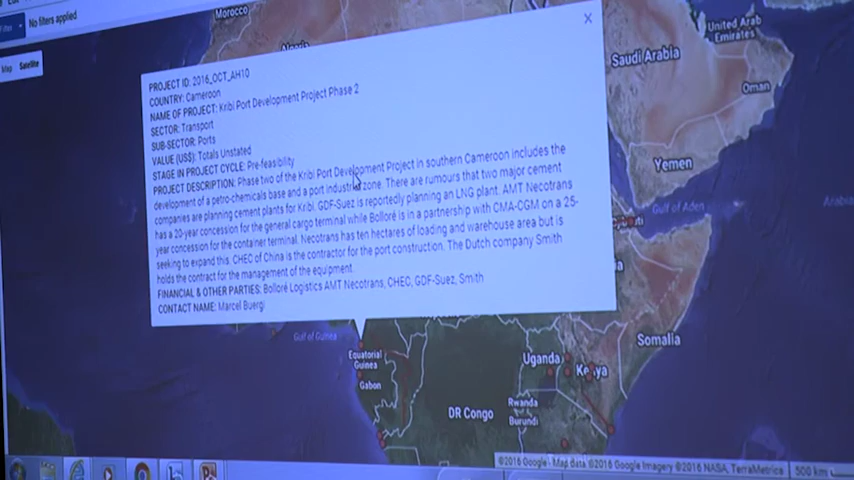 No filters applied
Map Satellite
Morocco
Algeria
Saudi Arabia
United Arab
Emirates
Oman
Yemen
Gulf of Aden
PROJECT ID: 2016_OCT_AH10
COUNTRY: Cameroon
NAME OF PROJECT: Kribi Port Development Project Phase 2
SECTOR: Transport
SUB-SECTOR: Ports
VALUE (US$): Totals Unstated
STAGE IN PROJECT CYCLE: Pre-feasibility
PROJECT DESCRIPTION: Phase two of the Kribi Port Development Project in southern Cameroon includes the
development of a petro-chemicals base and a port industrial zone. There are rumours that two major cement
companies are planning cement plants for Kribi. GDF-Suez is reportedly planning an LNG plant. AMT Necotrans
has a 20-year concession for the general cargo terminal while Bolloré is in a partnership with CMA-CGM on a 25-
year concession for the container terminal. Necotrans has ten hectares of loading and warehouse area but is
seeking to expand this. CHEC of China is the contractor for the port construction. The Dutch company Smith
holds the contract for the management of the equipment.
FINANCIAL & OTHER PARTIES: Bolloré Logistics AMT Necotrans, CHEC, GDF-Suez, Smith
CONTACT NAME: Marcel Buergi
Gulf of Guinea
Equatorial
Guinea
Gabon
DR Congo
Uganda
Kenya
Rwanda
Burundi
Somalia
©2016 Google - Map data ©2016 Google Imagery ©2016 NASA, TerraMetrics
500 km